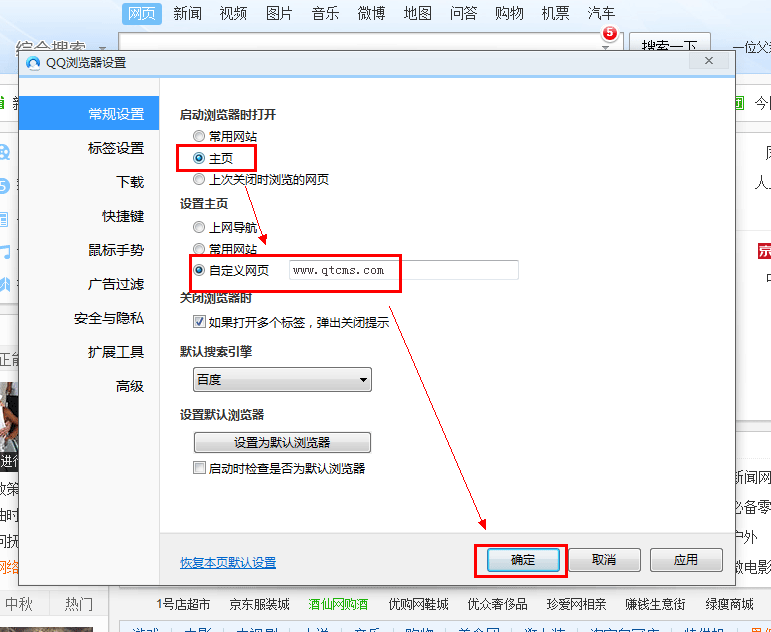 网页 新闻 视频 图片 音乐 微博 地图 问答 购物 机票 汽车
5
综合搜索 搜索一下 一位父
QQ浏览器设置
常规设置
标签设置
下载
快捷键
鼠标手势
广告过滤
安全与隐私
扩展工具
高级
启动浏览器时打开
常用网站
主页
上次关闭时浏览的网页
设置主页
上网导航
常用网站
自定义网页 www.qtcms.com
关闭浏览器时
如果打开多个标签，弹出关闭提示
默认搜索引擎
百度
设置默认浏览器
设置为默认浏览器
启动时检查是否为默认浏览器
恢复本页默认设置 确定 取消 应用
新闻网
必备零
户外
微电影
中秋 热门 1号店超市 京东服装城 酒仙网购酒 优购网鞋城 优众奢侈品 珍爱网相亲 赚钱生意街 绿瘦商城